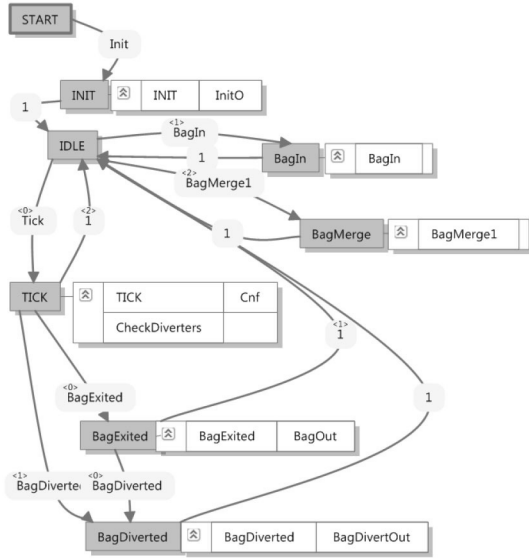 START
Init
INIT
INIT InitO
1
<1>
BagIn
IDLE
1
BagIn
BagIn
<2>
BagMerge1
<0>
Tick
<2>
1
1
BagMerge
BagMerge1
TICK
TICK Cnf
CheckDiverters
<1>
1
<0>
BagExited
1
BagExited
BagExited BagOut
<1>
BagDiverted
<0>
BagDiverted
BagDiverted
BagDiverted BagDivertOut